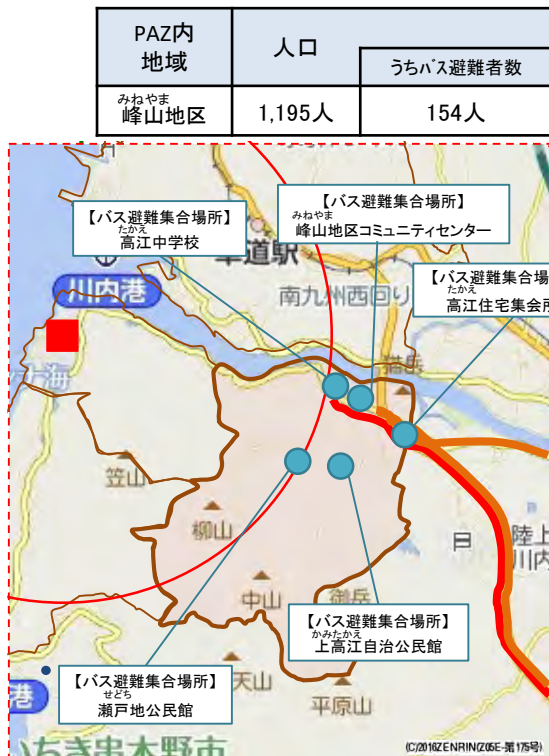 PAZ内
地域
人口
うちバス避難者数
みねやま
峰山地区
1,195人
154人
【バス避難集合場所】
みねやま
峰山地区コミュニティセンター
【バス避難集合場所】
たかえ
高江中学校
草道駅
川内港
南九州西回り
【バス避難集合場
たかえ
高江住宅集会所
猫岳
笠山
柳山
陸上
川内
中山
御岳
【バス避難集合場所】
かみたかえ
上高江自治公民館
【バス避難集合場所】
せどち
瀬戸地公民館
天山
平原山
港
いちき串木野市
(C)2016ZENRIN(Z05E-第175号)